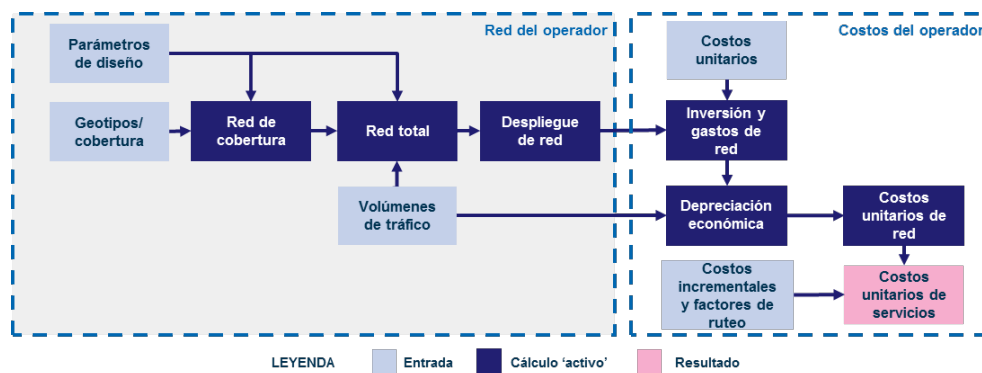 Red del operador
Parámetros
de diseño
Geotipos/
cobertura
Red de
cobertura
Red total
Despliegue
de red
Volúmenes
de tráfico
Costos del operador
Costos
unitarios
Inversión y
gastos de
red
Depreciación
económica
Costos
unitarios de
red
Costos
incrementales
y factores de
ruteo
Costos
unitarios de
servicios
LEYENDA
Entrada
Cálculo ‘activo’
Resultado